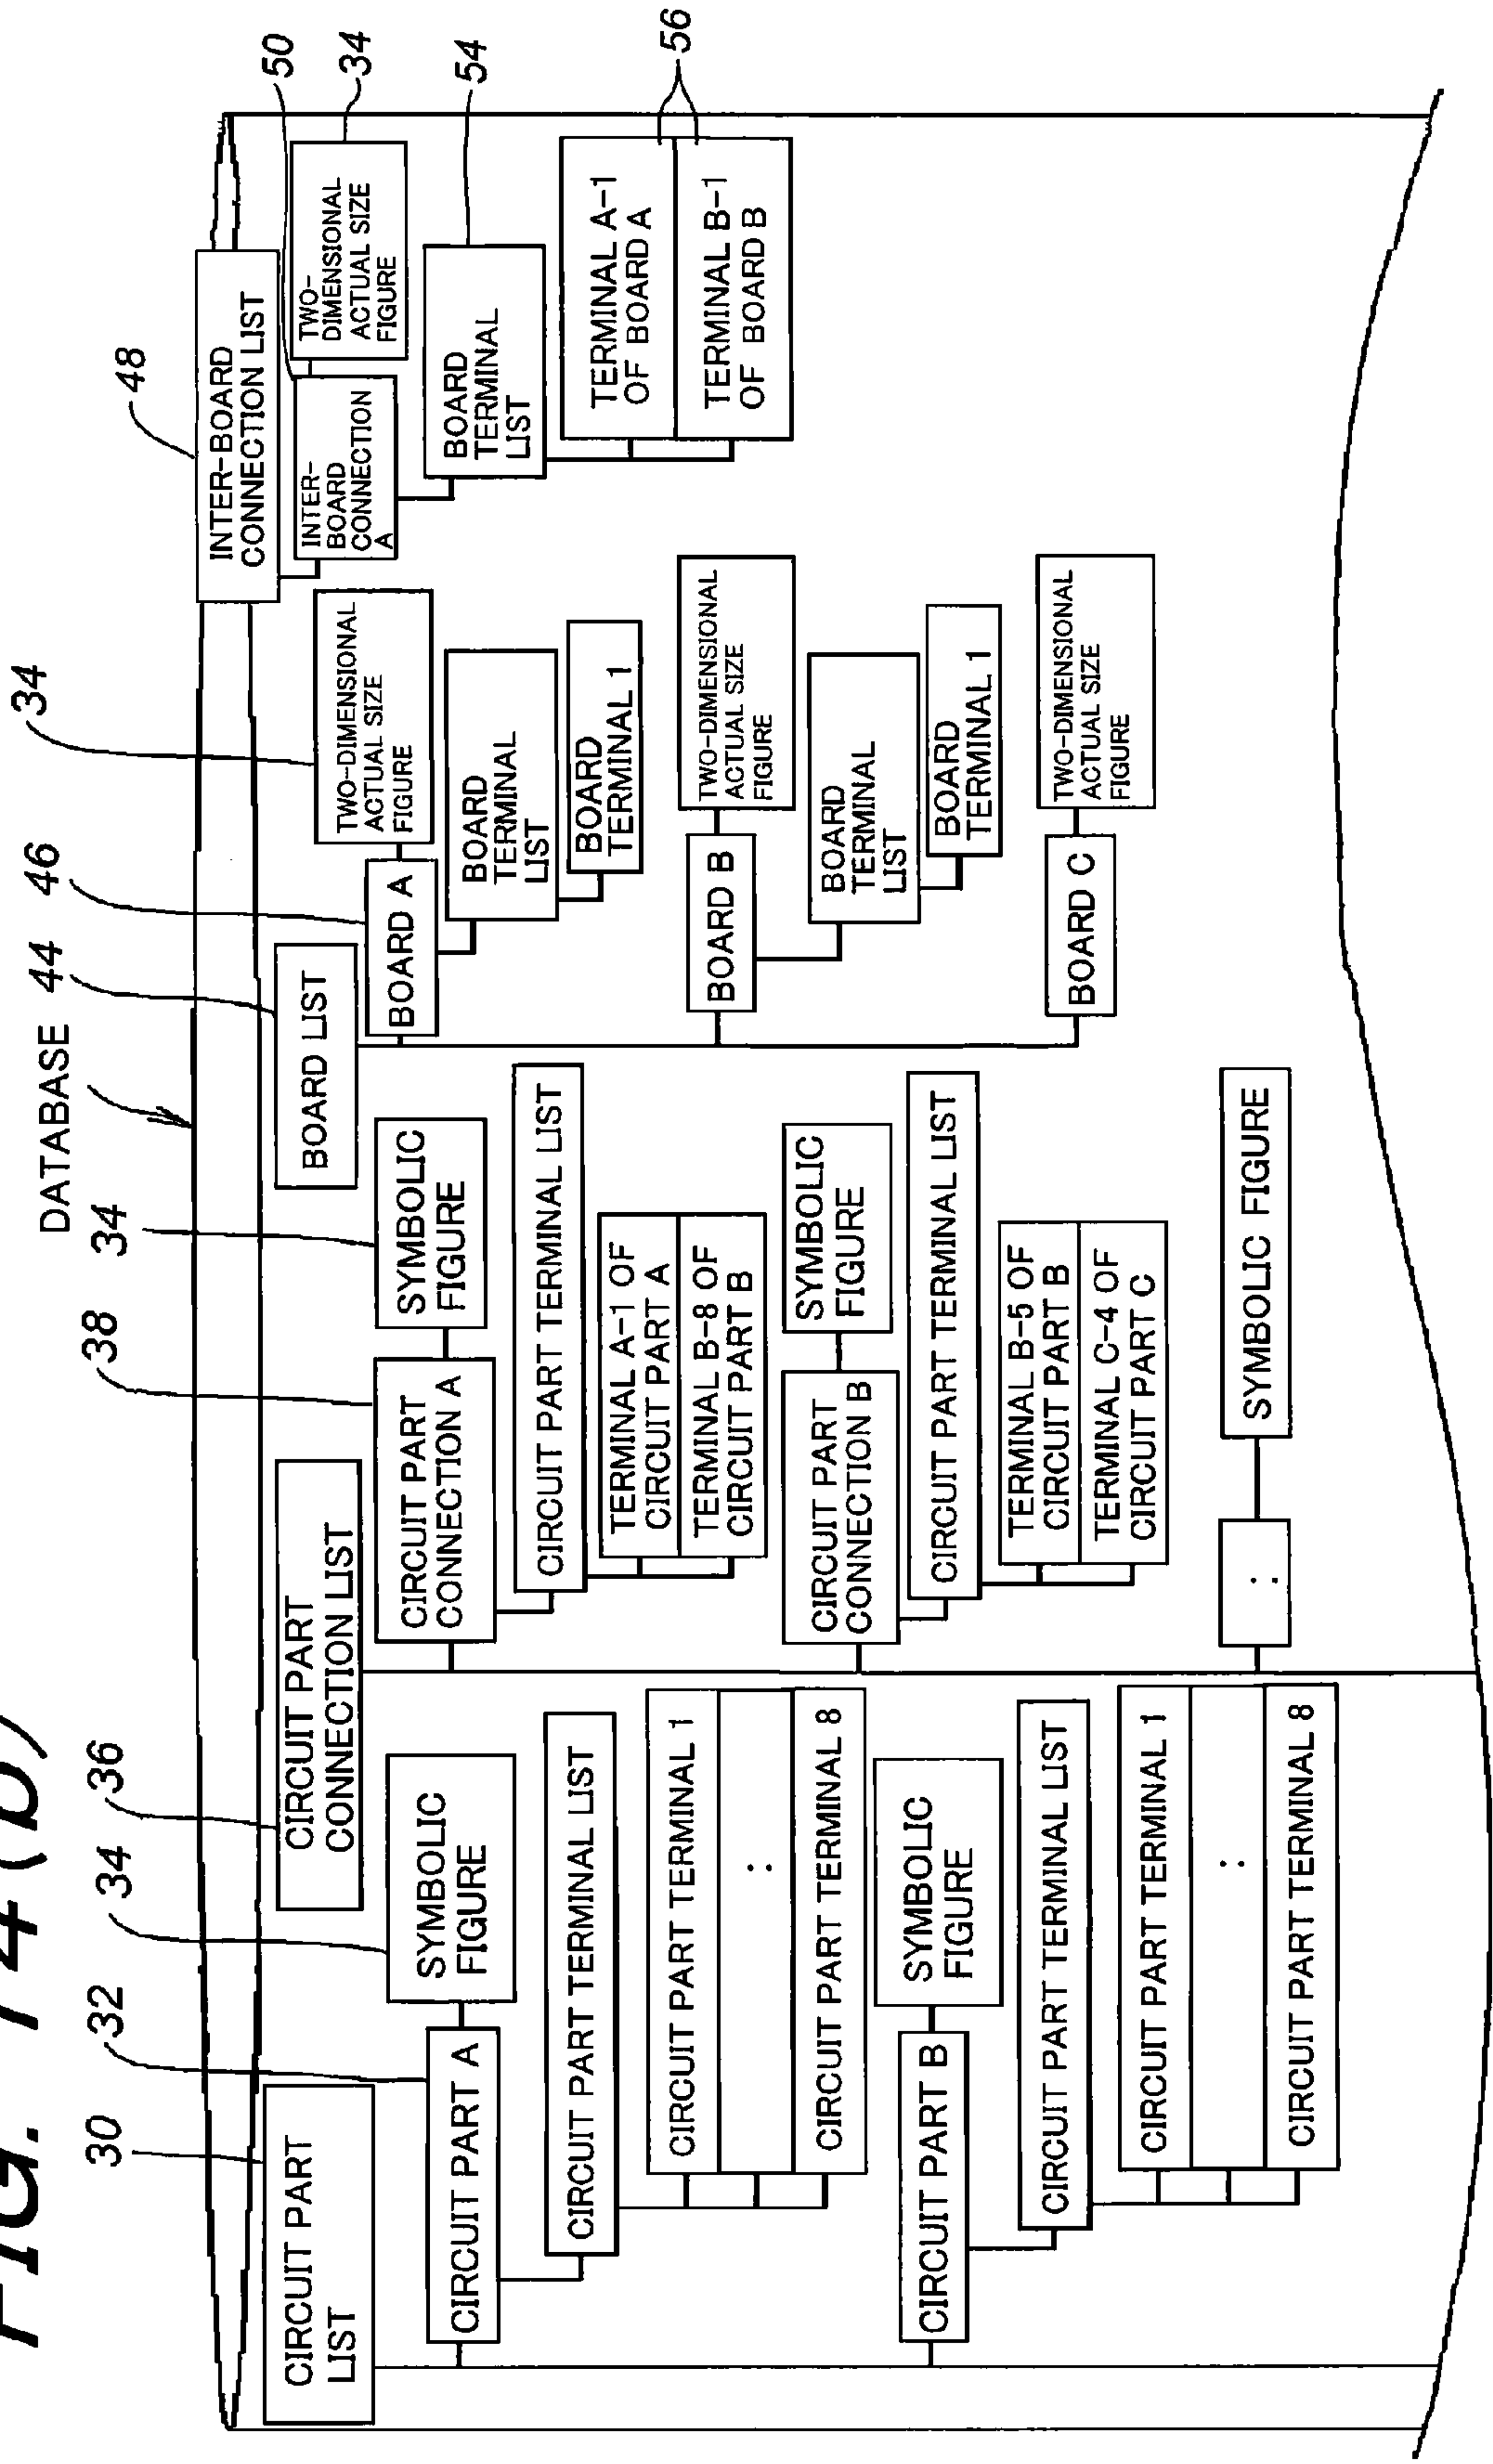 FIG. 14(b)
DATABASE
30
CIRCUIT PART
LIST
32
CIRCUIT PART A
34
SYMBOLIC
FIGURE
CIRCUIT PART TERMINAL LIST
CIRCUIT PART TERMINAL 1
:
CIRCUIT PART TERMINAL 8
CIRCUIT PART B
SYMBOLIC
FIGURE
CIRCUIT PART TERMINAL LIST
CIRCUIT PART TERMINAL 1
:
CIRCUIT PART TERMINAL 8
36
CIRCUIT PART
CONNECTION LIST
38
CIRCUIT PART
CONNECTION A
34
SYMBOLIC
FIGURE
CIRCUIT PART TERMINAL LIST
TERMINAL A-1 OF
CIRCUIT PART A
TERMINAL B-8 OF
CIRCUIT PART B
CIRCUIT PART
CONNECTION B
SYMBOLIC
FIGURE
CIRCUIT PART TERMINAL LIST
TERMINAL B-5 OF
CIRCUIT PART B
TERMINAL C-4 OF
CIRCUIT PART C
:
SYMBOLIC FIGURE
44
BOARD LIST
46
BOARD A
34
TWO-DIMENSIONAL
ACTUAL SIZE
FIGURE
BOARD
TERMINAL
LIST
BOARD
TERMINAL 1
BOARD B
TWO-DIMENSIONAL
ACTUAL SIZE
FIGURE
BOARD
TERMINAL
LIST
BOARD
TERMINAL 1
BOARD C
TWO-DIMENSIONAL
ACTUAL SIZE
FIGURE
48
INTER-BOARD
CONNECTION LIST
50
INTER-
BOARD
CONNECTION
A
34
TWO-
DIMENSIONAL
ACTUAL SIZE
FIGURE
54
BOARD
TERMINAL
LIST
56
TERMINAL A-1
OF BOARD A
TERMINAL B-1
OF BOARD B